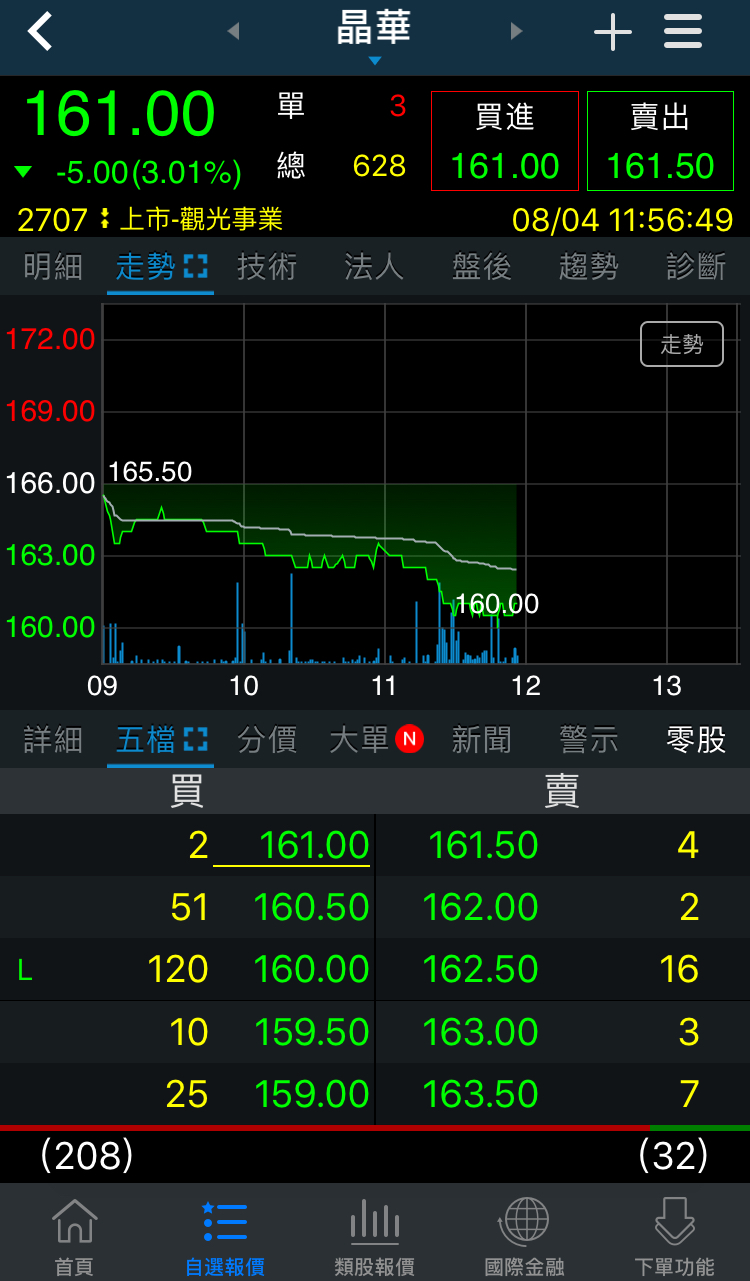 晶華
161.00 單 3 買進 賣出
-5.00(3.01%) 總 628 161.00 161.50
2707 上市-觀光事業 08/04 11:56:49
明細 走勢 技術 法人 盤後 趨勢 診斷
172.00 走勢
169.00
165.50
166.00
163.00
160.00
160.00
09 10 11 12 13
詳細 五檔 分價 大單 N 新聞 警示 零股
買 賣
2 161.00 161.50 4
51 160.50 162.00 2
L 120 160.00 162.50 16
10 159.50 163.00 3
25 159.00 163.50 7
(208) (32)
首頁 自選報價 類股報價 國際金融 下單功能